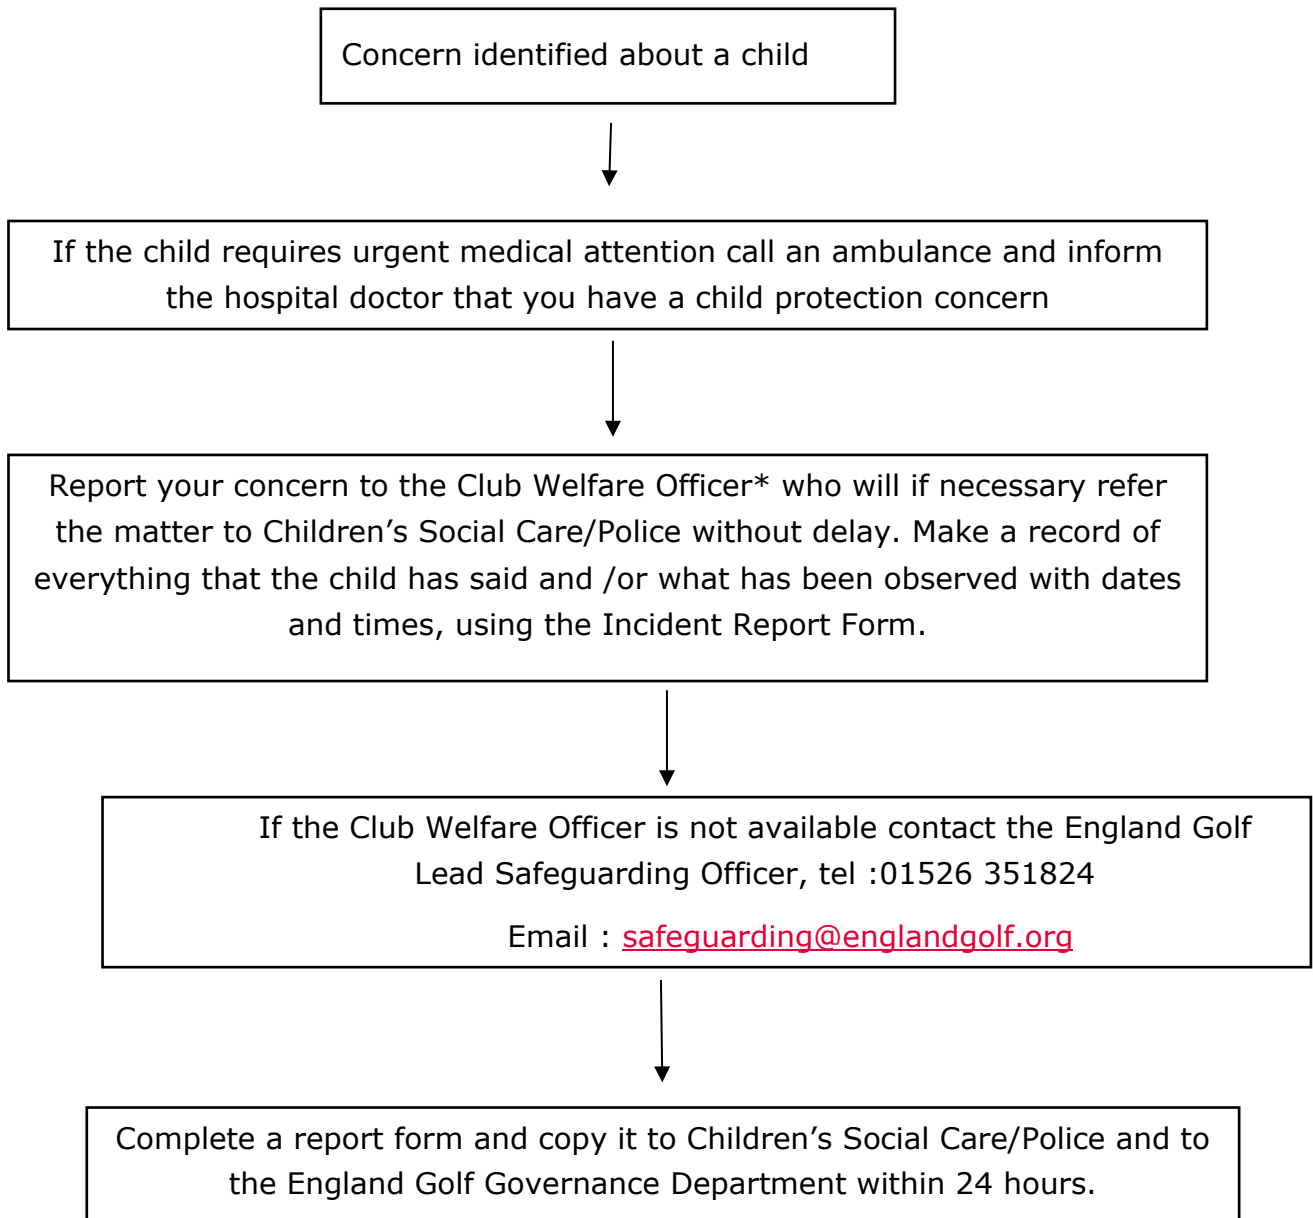 Concern identified about a child
If the child requires urgent medical attention call an ambulance and inform
the hospital doctor that you have a child protection concern
Report your concern to the Club Welfare Officer* who will if necessary refer
the matter to Children’s Social Care/Police without delay. Make a record of
everything that the child has said and /or what has been observed with dates
and times, using the Incident Report Form.
If the Club Welfare Officer is not available contact the England Golf
Lead Safeguarding Officer, tel :01526 351824
Email : safeguarding@englandgolf.org
Complete a report form and copy it to Children’s Social Care/Police and to
the England Golf Governance Department within 24 hours.